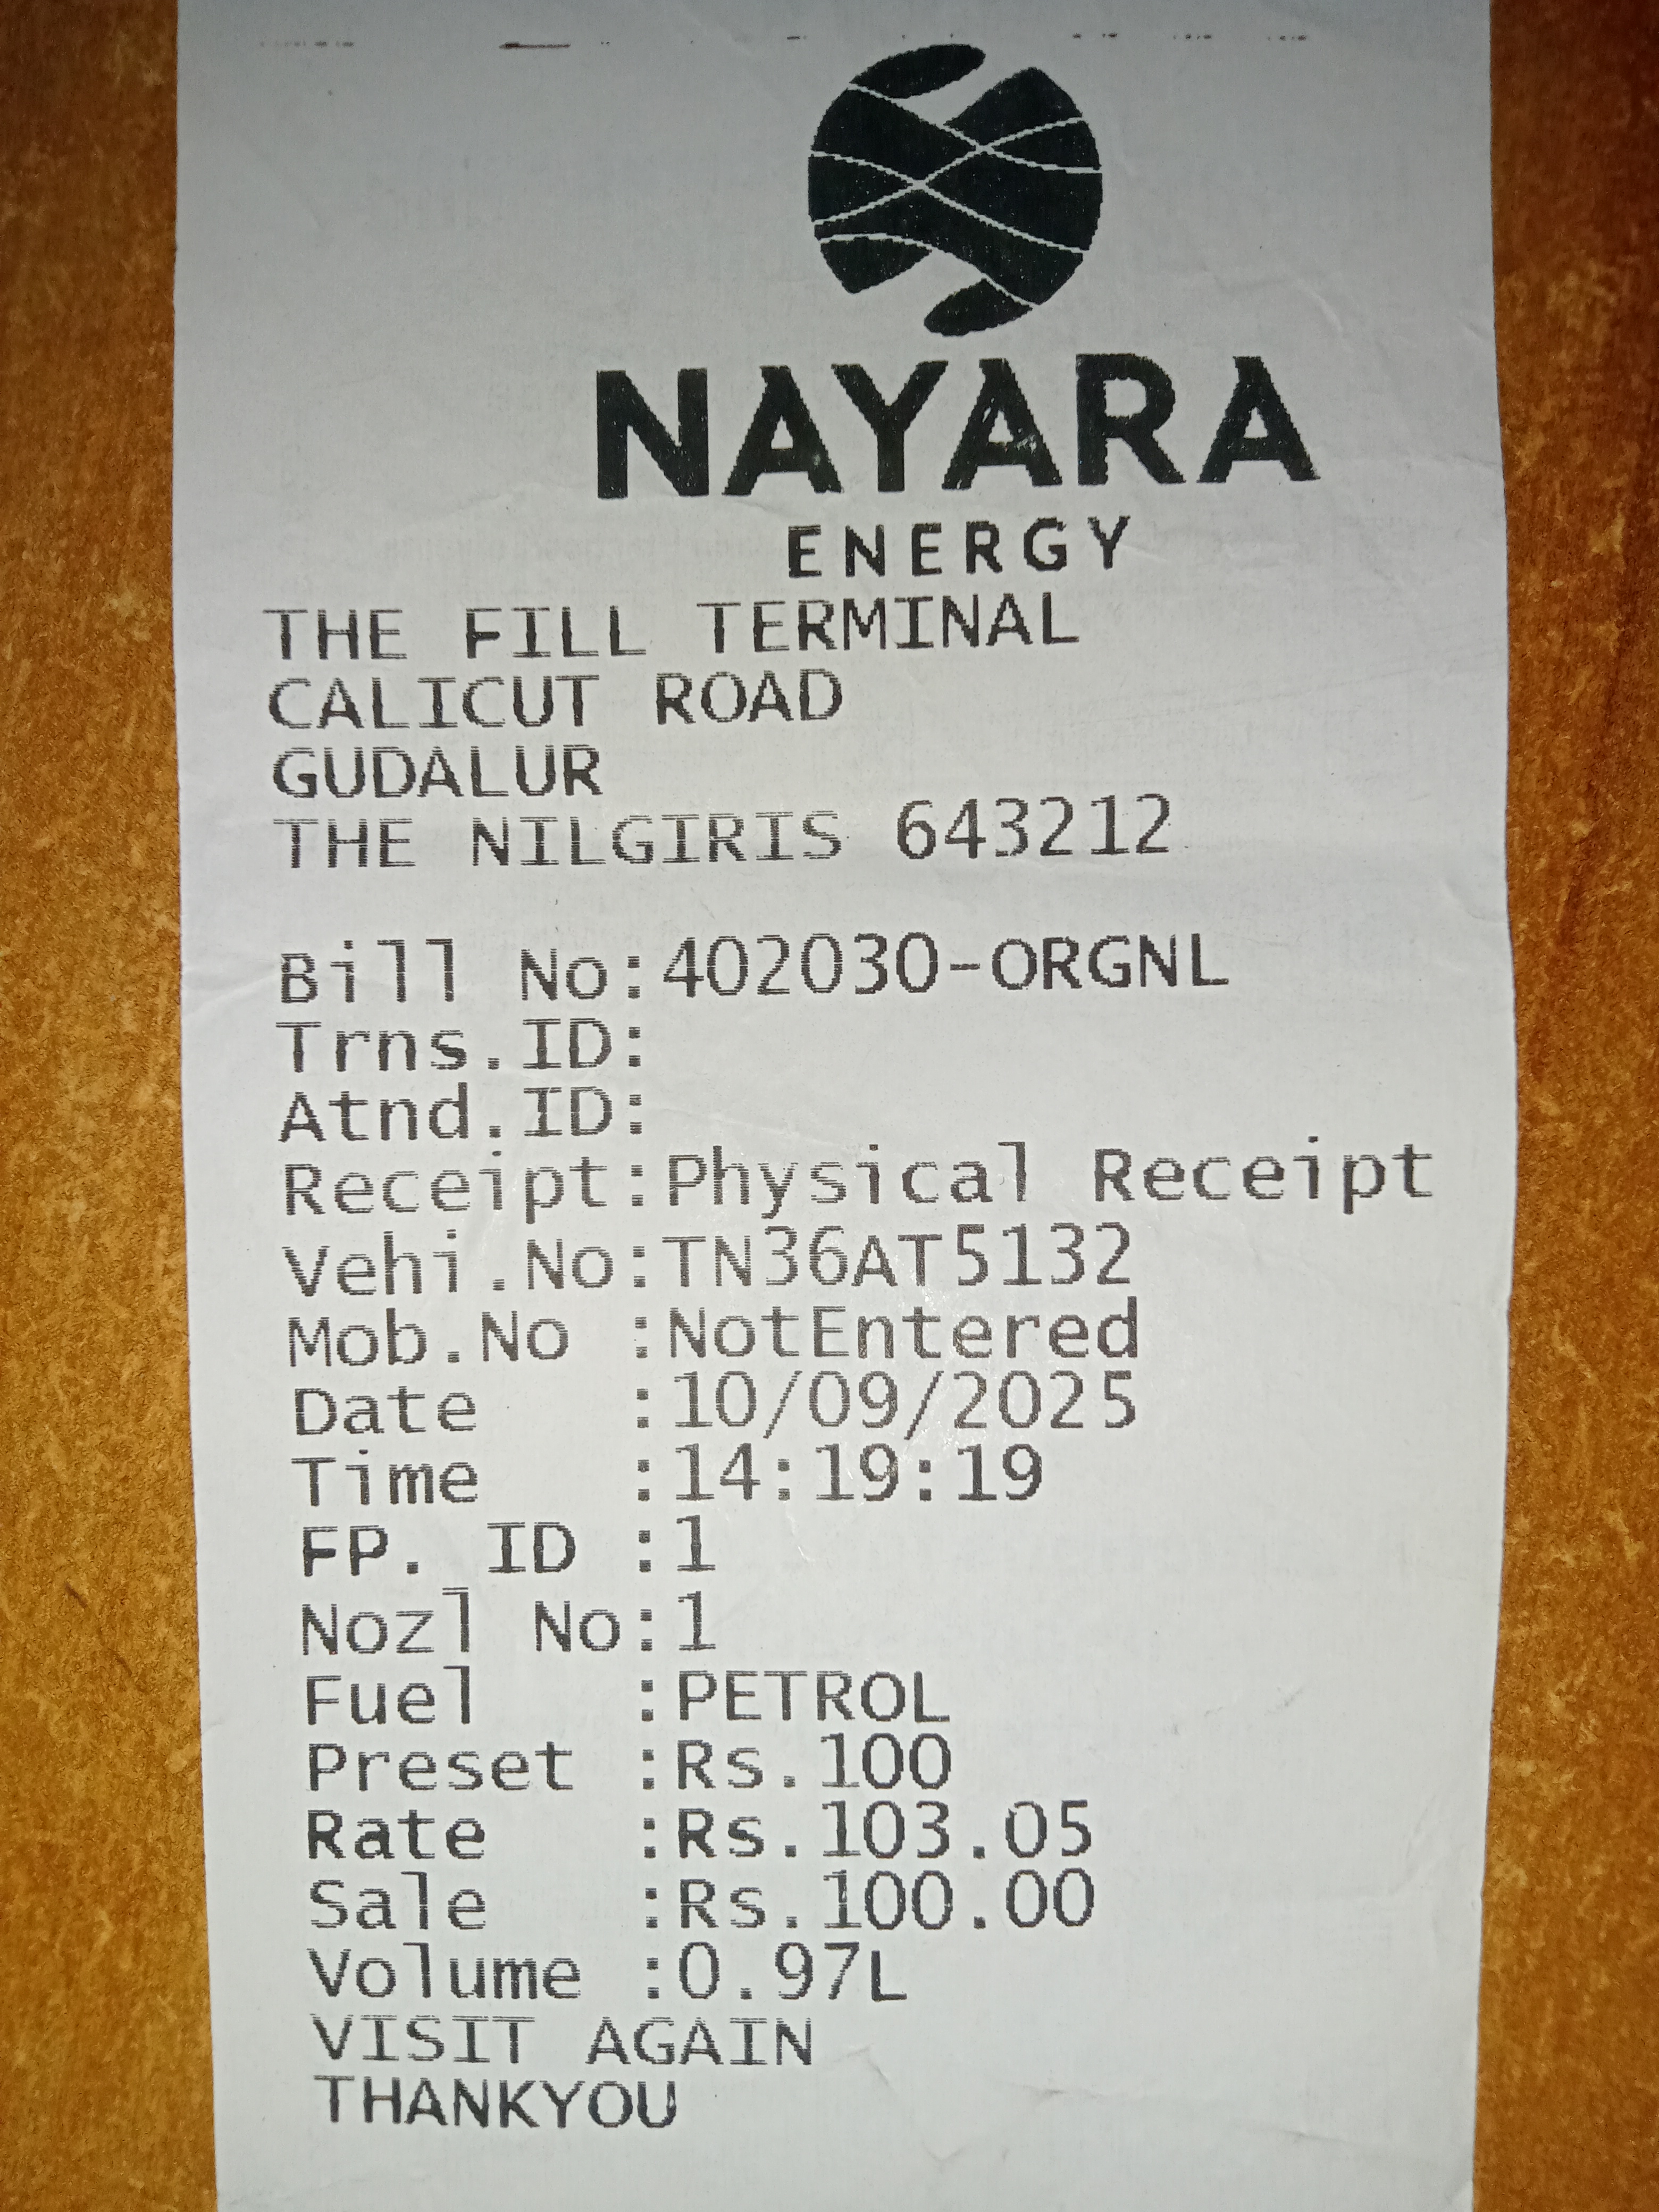 NAYARA
ENERGY
THE FILL TERMINAL
CALICUT ROAD
GUDALUR
THE NILGIRIS 643212
Bill No:402030-ORGNL
Trns.ID:
Atnd.ID:
Receipt:Physical Receipt
Vehi.No:TN36AT5132
Mob.No :NotEntered
Date :10/09/2025
Time :14:19:19
FP. ID :1
Nozl No:1
Fuel :PETROL
Preset :Rs.100
Rate :Rs.103.05
Sale :Rs.100.00
Volume :0.97L
VISIT AGAIN
THANKYOU